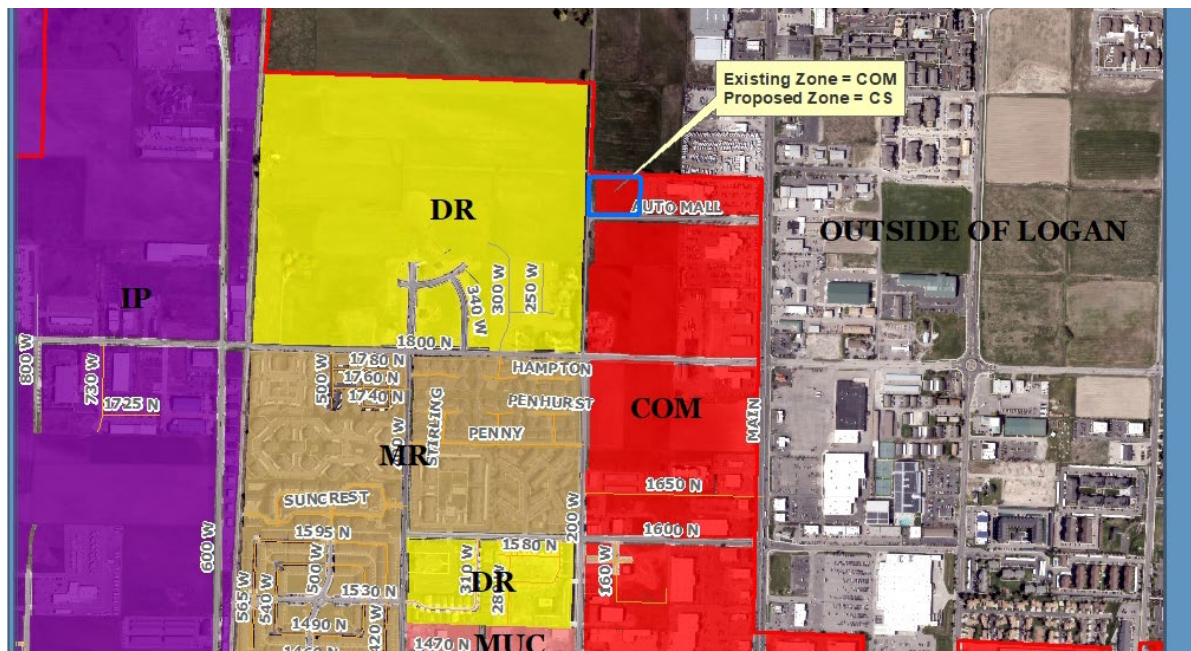 Existing Zone = COM
Proposed Zone = CS
DR
AUTO MALL
OUTSIDE OF LOGAN
IP
340 W
300 W
250 W
1800 N
800 W
730 W
1725 N
500 W
1780 N
1760 N
1740 N
HAMPTON
PENHURST
PENNY
STIRLING
COM
MAIN
MR
SUNCREST
1650 N
1600 N
200 W
1595 N
1580 N
600 W
565 W
540 W
500 W
1530 N
310 W
DR
160 W
1490 N
420 W
1470 N
MUC